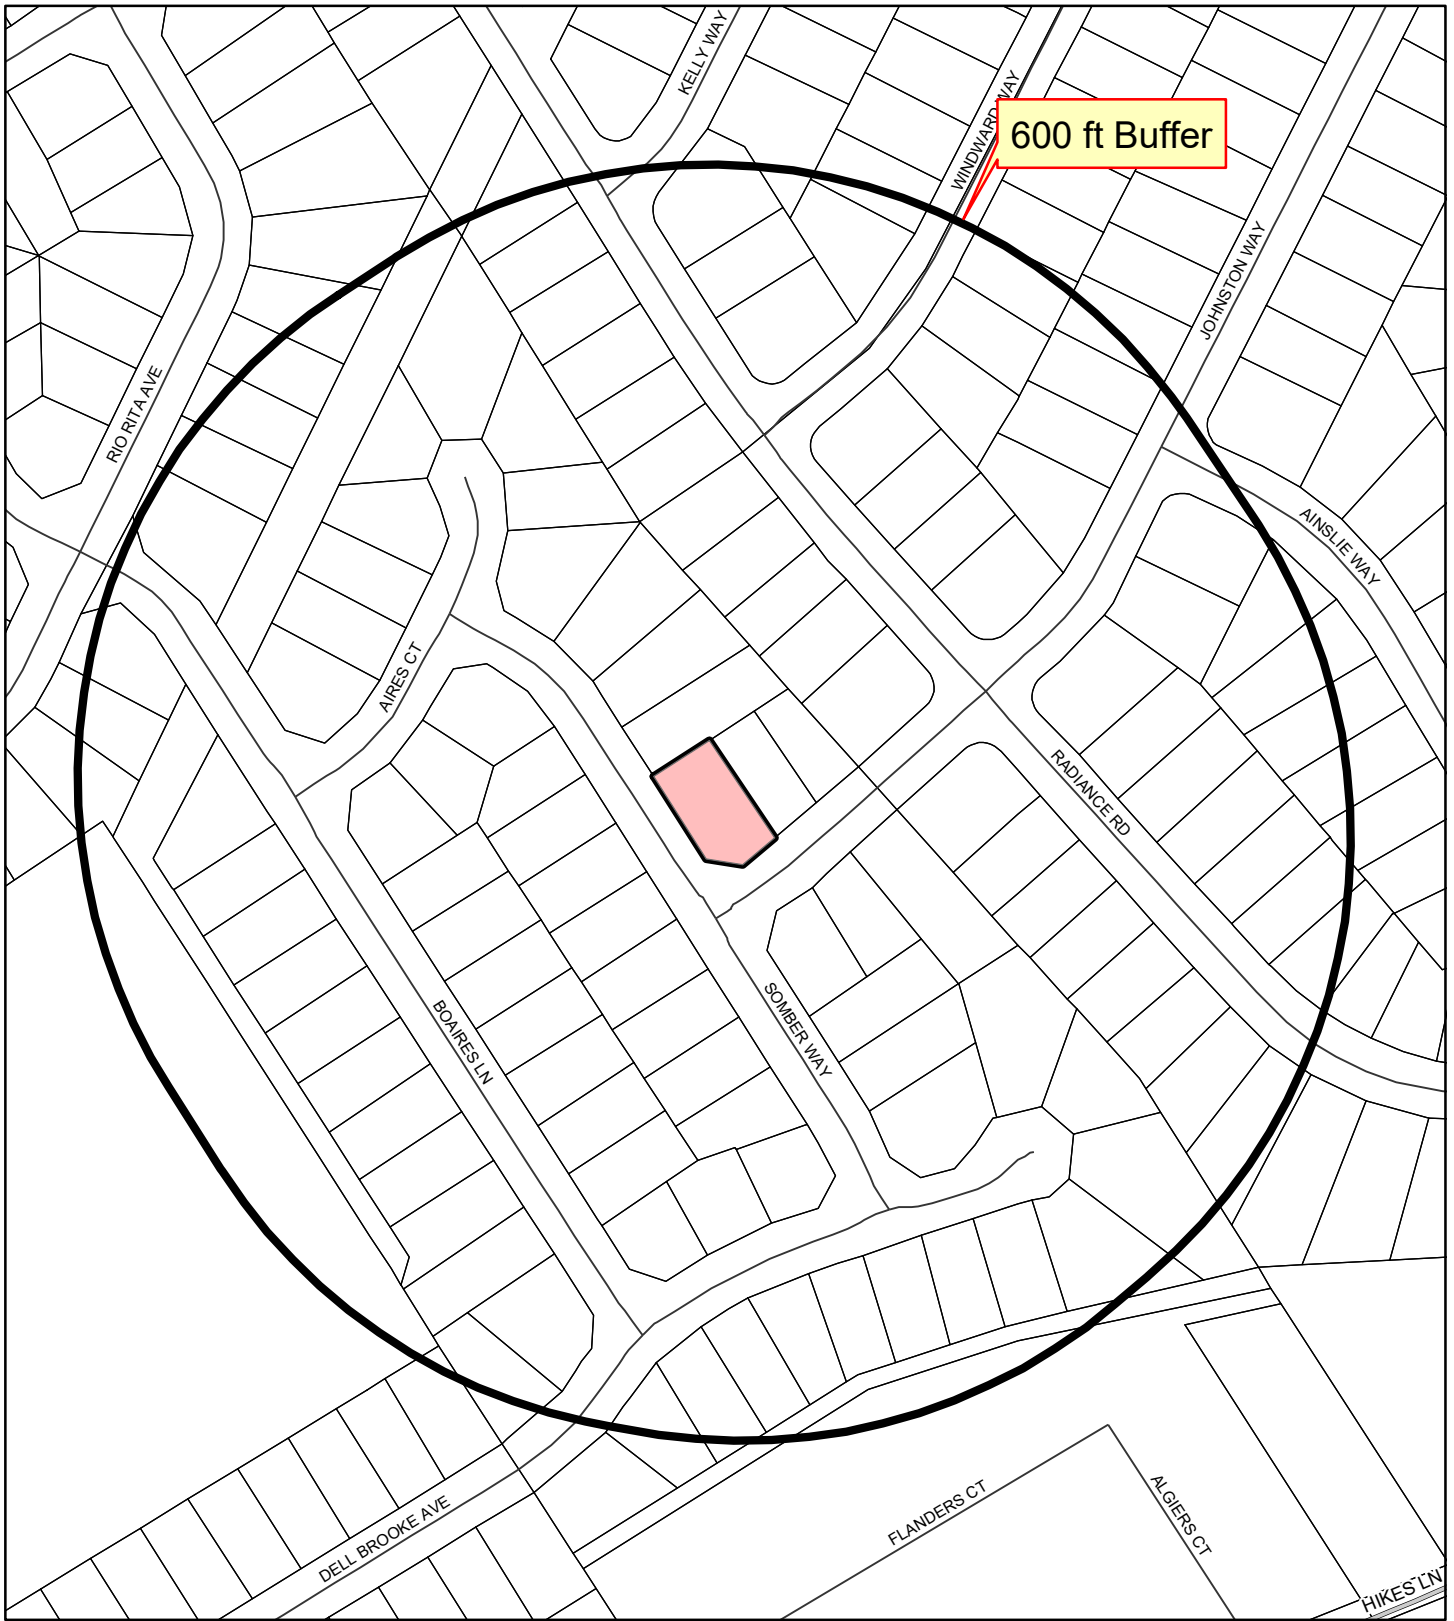 KELLY WAY
WINDWARD WAY
600 ft Buffer
JOHNSTON WAY
RIO RITA AVE
AINSLIE WAY
AIRES CT
RADIANCE RD
BOAIRES LN
SOMBER WAY
FLANDERS CT
ALGIERS CT
DELL BROOKE AVE
HIKES LN